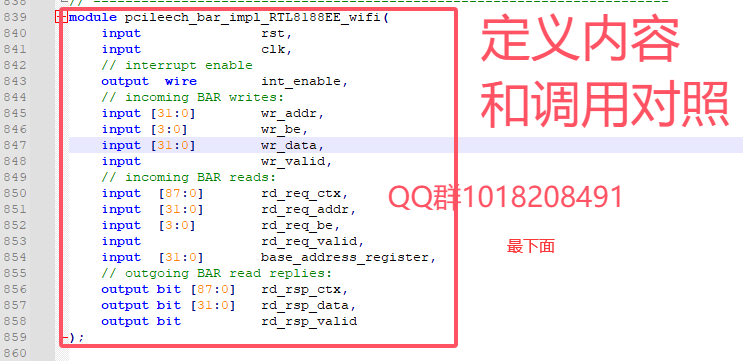 838 // ----------------------------------------------------------------
839 module pcileech_bar_impl_RTL8188EE_wifi(
840 input rst,
841 input clk,
842 // interrupt enable
843 output wire int_enable,
844 // incoming BAR writes:
845 input [31:0] wr_addr,
846 input [3:0] wr_be,
847 input [31:0] wr_data,
848 input wr_valid,
849 // incoming BAR reads:
850 input [87:0] rd_req_ctx,
851 input [31:0] rd_req_addr,
852 input [3:0] rd_req_be,
853 input rd_req_valid,
854 input [31:0] base_address_register,
855 // outgoing BAR read replies:
856 output bit [87:0] rd_rsp_ctx,
857 output bit [31:0] rd_rsp_data,
858 output bit rd_rsp_valid
859 );
860
定义内容
和调用对照
QQ群1018208491
最下面